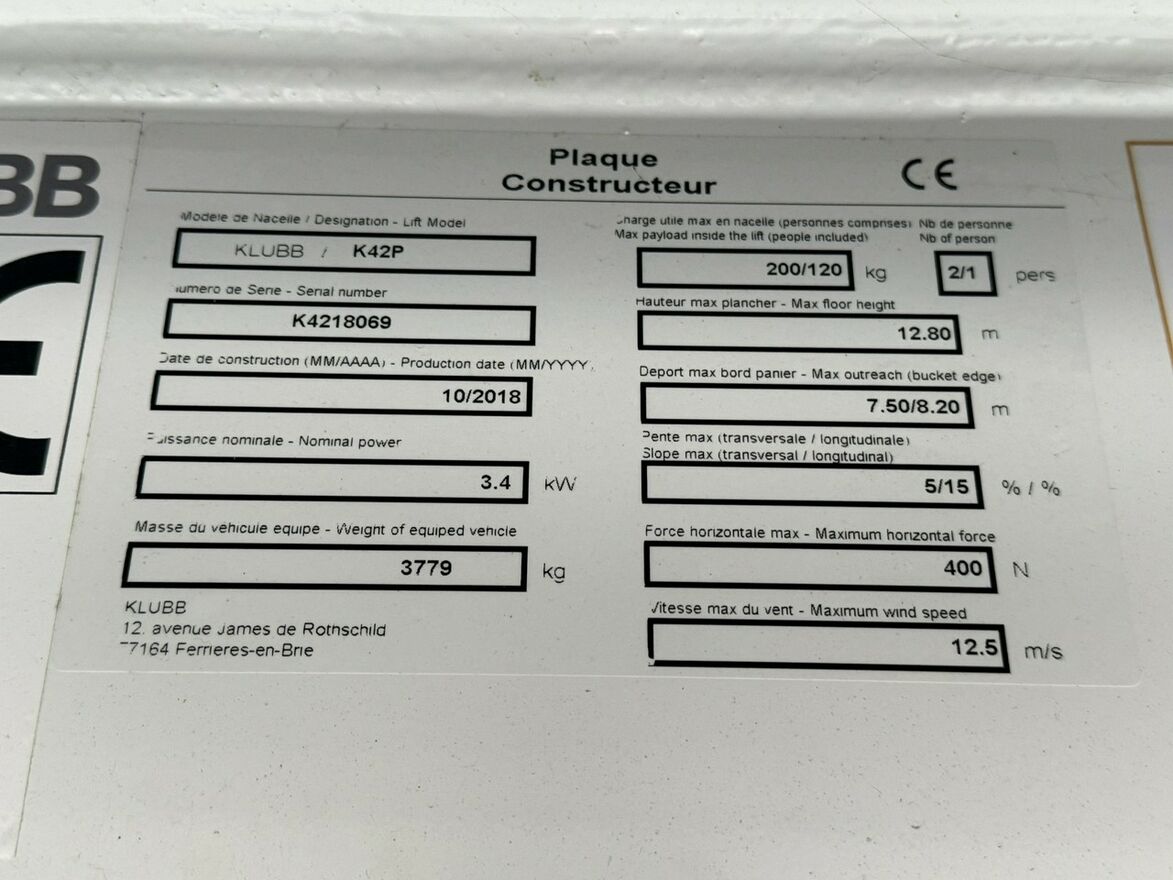 BB
Plaque
Constructeur
CE
Modele de Nacelle / Designation - Lift Model
KLUBB / K42P
Numero de Serie - Serial number
K4218069
Date de construction (MM/AAAA) - Production date (MM/YYYY)
10/2018
Puissance nominale - Nominal power
3.4 kW
Masse du vehicule equipe - Weight of equiped vehicle
3779 kg
KLUBB
12, avenue James de Rothschild
77164 Ferrieres-en-Brie
Charge utile max en nacelle (personnes comprises) Nb de personne
Max payload inside the lift (people included) Nb of person
200/120 kg 2/1 pers
Hauteur max plancher - Max floor height
12.80 m
Deport max bord panier - Max outreach (bucket edge)
7.50/8.20 m
Pente max (transversale / longitudinale)
Slope max (transversal / longitudinal)
5/15 % / %
Force horizontale max - Maximum horizontal force
400 N
Vitesse max du vent - Maximum wind speed
12.5 m/s